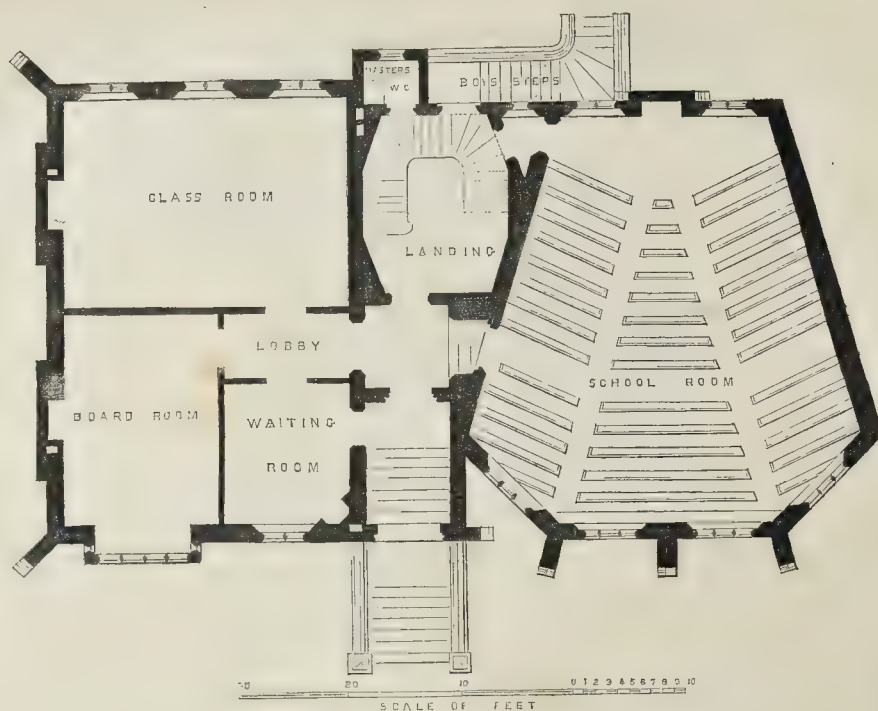 MASTERS
W C
BOYS STEPS
CLASS ROOM
LANDING
LOBBY
SCHOOL ROOM
BOARD ROOM
WAITING
ROOM
30 20 10 0 1 2 3 4 5 6 7 8 9 10
SCALE OF FEET